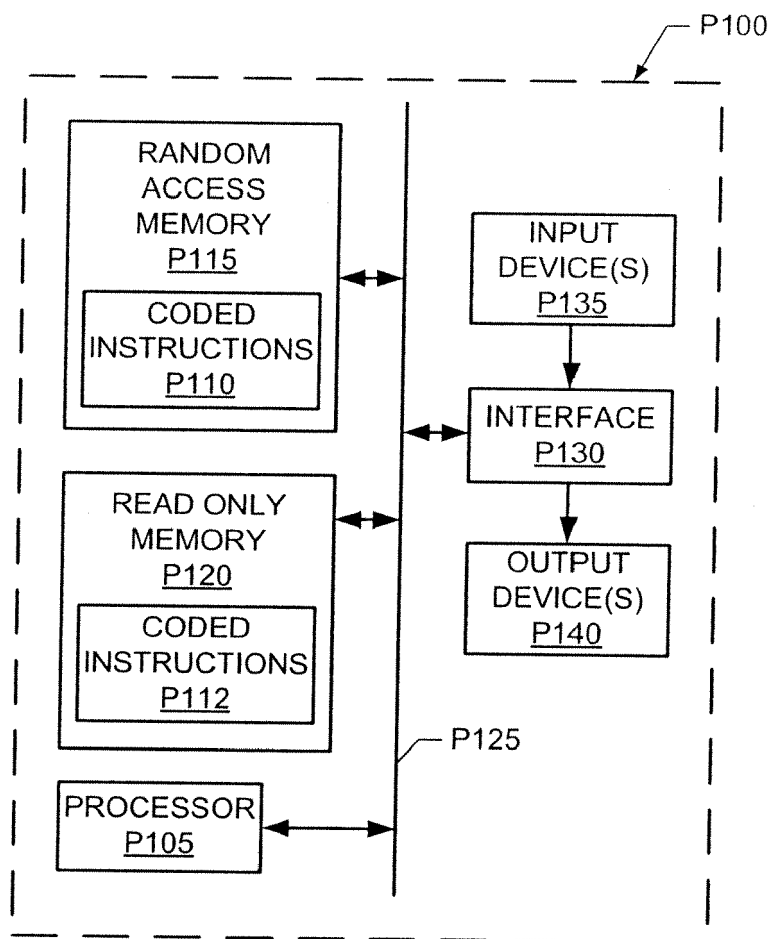 P100
RANDOM
ACCESS
MEMORY
P115
CODED
INSTRUCTIONS
P110
READ ONLY
MEMORY
P120
CODED
INSTRUCTIONS
P112
PROCESSOR
P105
P125
INPUT
DEVICE(S)
P135
INTERFACE
P130
OUTPUT
DEVICE(S)
P140